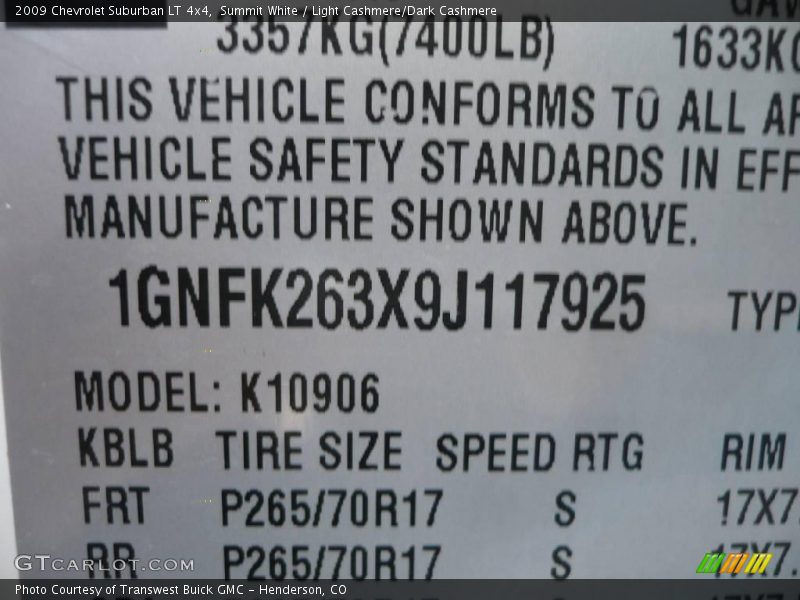 2009 Chevrolet Suburban LT 4x4, Summit White / Light Cashmere/Dark Cashmere
3357KG(7400LB)
THIS VEHICLE CONFORMS TO ALL
VEHICLE SAFETY STANDARDS IN EFF
MANUFACTURE SHOWN ABOVE.
1GNFK263X9J117925 TYP
MODEL: K10906
KBLB TIRE SIZE SPEED RTG RIM
FRT P265/70R17 S 17X7.
RR P265/70R17 S 17X7.
GTCarlot.com
Photo Courtesy of Transwest Buick GMC – Henderson, CO